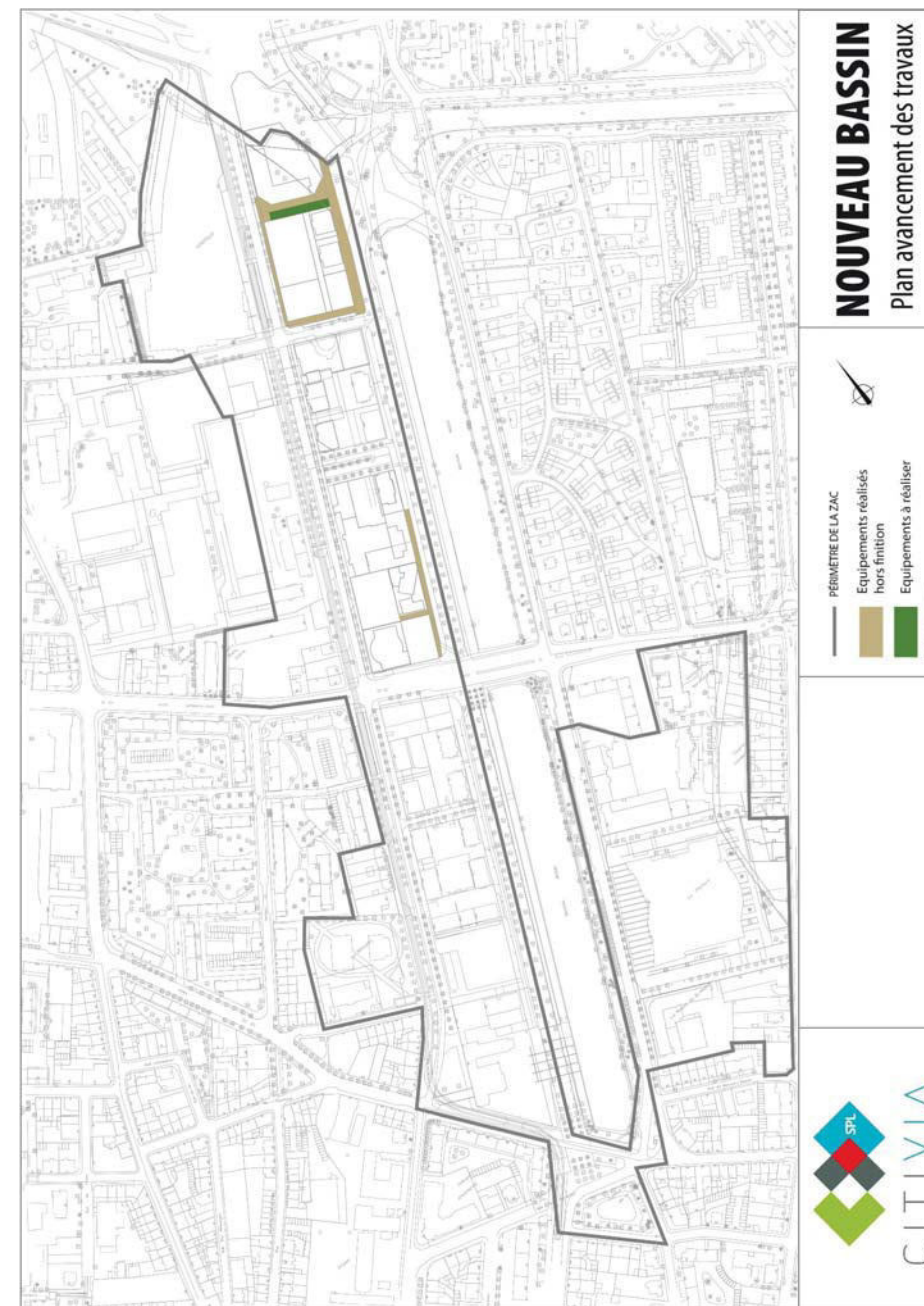 NOUVEAU BASSIN
Plan avancement des travaux
PÉRIMÈTRE DE LA ZAC
Equipements réalisés
hors finition
Equipements à réaliser
SPL
CITIVIA